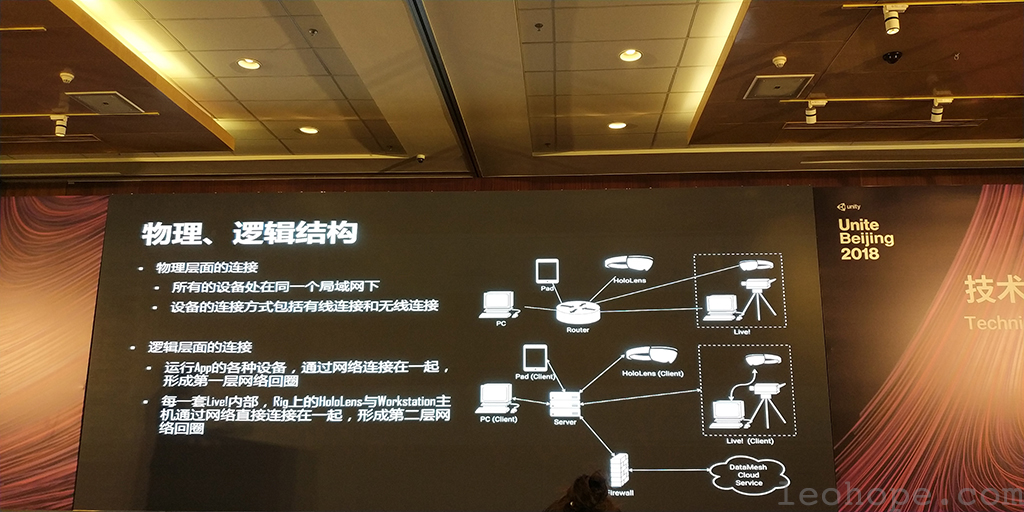 物理、逻辑结构
• 物理层面的连接
• 所有的设备处在同一个局域网下
• 设备的连接方式包括有线连接和无线连接
• 逻辑层面的连接
• 运行App的各种设备，通过网络连接在一起，
形成第一层网络回圈
• 每一套Live!内部，Rig上的HoloLens与Workstation主
机通过网络直接连接在一起，形成第二层网
络回圈
Pad
HoloLens
PC
Router
Live!
Pad (Client)
HoloLens (Client)
PC (Client)
Server
Live! (Client)
Firewall
DataMesh
Cloud
Service
unity
Unite
Beijing
2018
技术
Techni
leohope.com